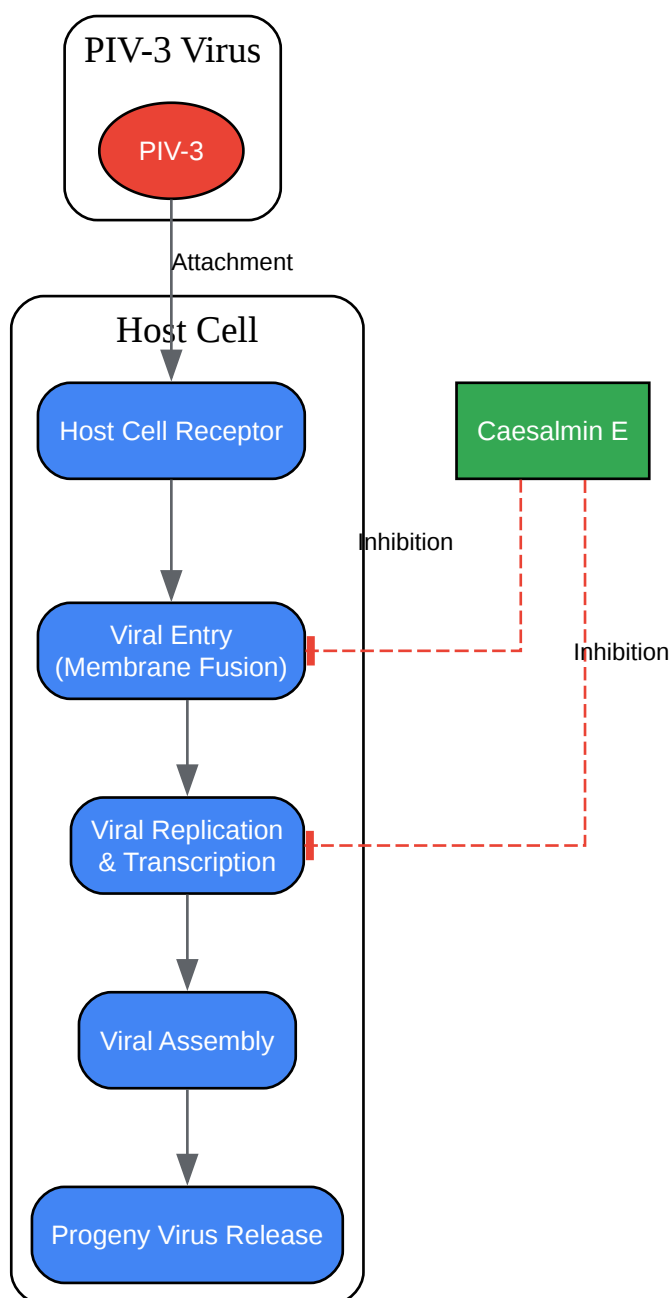 PIV-3 Virus
PIV-3
Attachment
Host Cell
Host Cell Receptor
Caesalmin E
Inhibition
Viral Entry
(Membrane Fusion)
Inhibition
Viral Replication
& Transcription
Viral Assembly
Progeny Virus Release